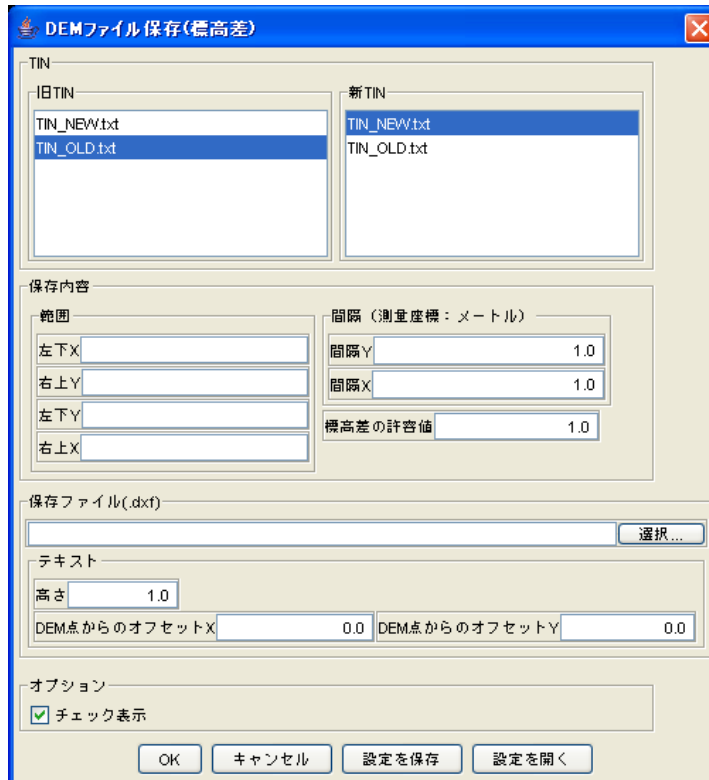 DEMファイル保存(標高差)
TIN
旧TIN
TIN_NEW.txt
TIN_OLD.txt
新TIN
TIN_NEW.txt
TIN_OLD.txt
保存内容
範囲
左下X
右上Y
左下Y
右上X
間隔（測量座標：メートル）
間隔Y 1.0
間隔X 1.0
標高差の許容値 1.0
保存ファイル(.dxf)
選択...
テキスト
高さ 1.0
DEM点からのオフセットX 0.0 DEM点からのオフセットY 0.0
オプション
チェック表示
OK キャンセル 設定を保存 設定を開く